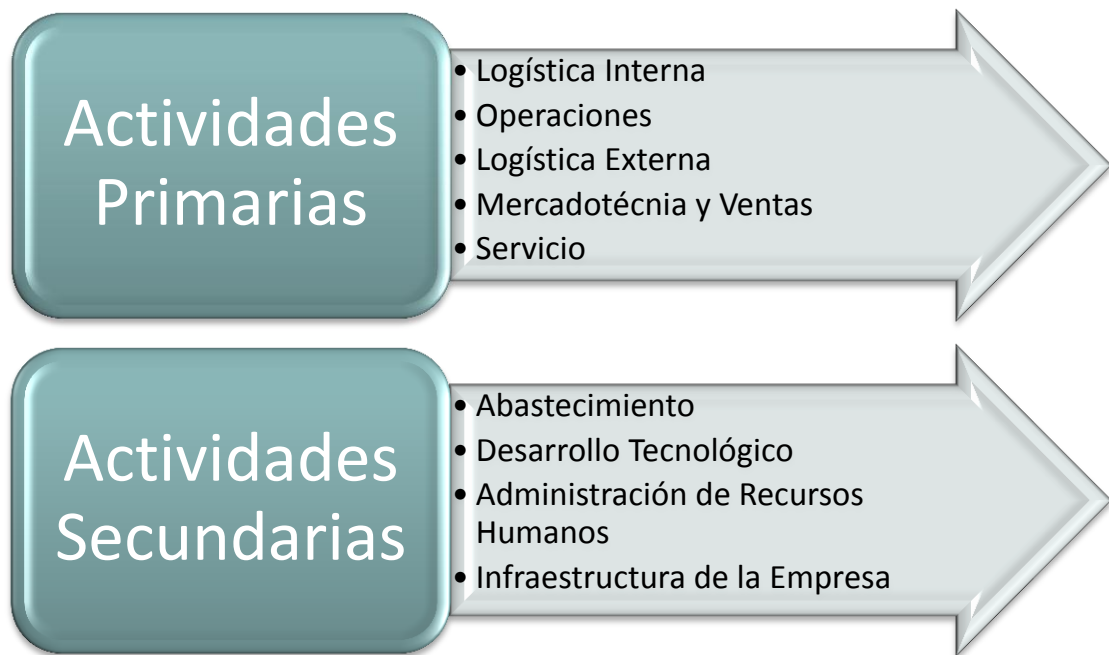 Actividades
Primarias
• Logística Interna
• Operaciones
• Logística Externa
• Mercadotécnia y Ventas
• Servicio
Actividades
Secundarias
• Abastecimiento
• Desarrollo Tecnológico
• Administración de Recursos
Humanos
• Infraestructura de la Empresa